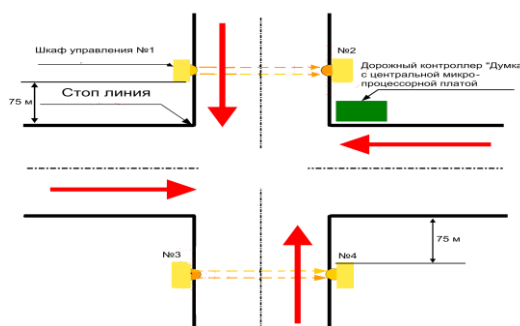 Шкаф управления №1
№2
Дорожный контроллер "Думка
с центральной микро-
процессорной платой
75 м
Стоп линия
75 м
№3
№4